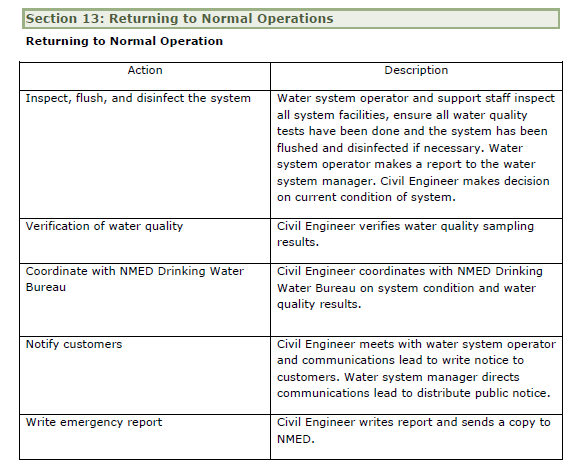 Section 13: Returning to Normal Operations
Returning to Normal Operation
Action
Description
Inspect, flush, and disinfect the system
Water system operator and support staff inspect
all system facilities, ensure all water quality
tests have been done and the system has been
flushed and disinfected if necessary. Water
system operator makes a report to the water
system manager. Civil Engineer makes decision
on current condition of system.
Verification of water quality
Civil Engineer verifies water quality sampling
results.
Coordinate with NMED Drinking Water
Bureau
Civil Engineer coordinates with NMED Drinking
Water Bureau on system condition and water
quality results.
Notify customers
Civil Engineer meets with water system operator
and communications lead to write notice to
customers. Water system manager directs
communications lead to distribute public notice.
Write emergency report
Civil Engineer writes report and sends a copy to
NMED.